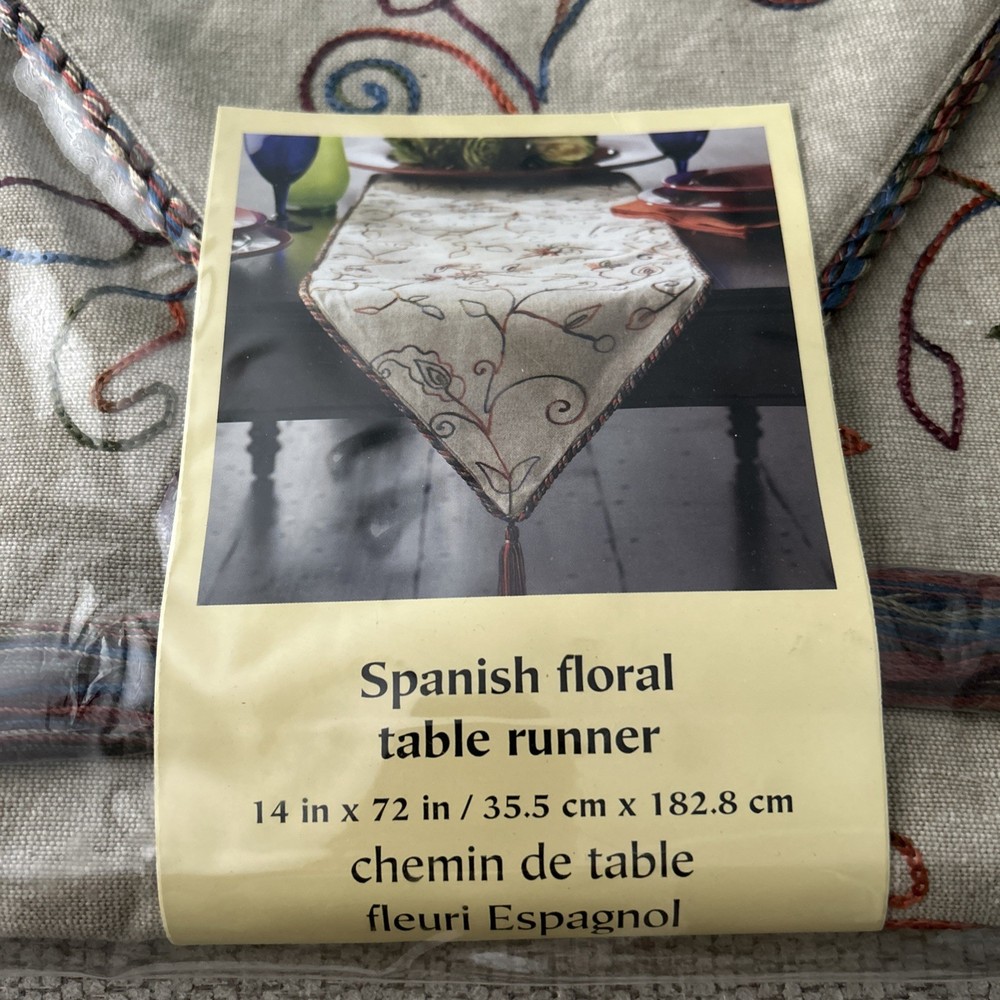 Spanish floral
table runner
14 in x 72 in / 35.5 cm x 182.8 cm
chemin de table
fleuri Espagnol